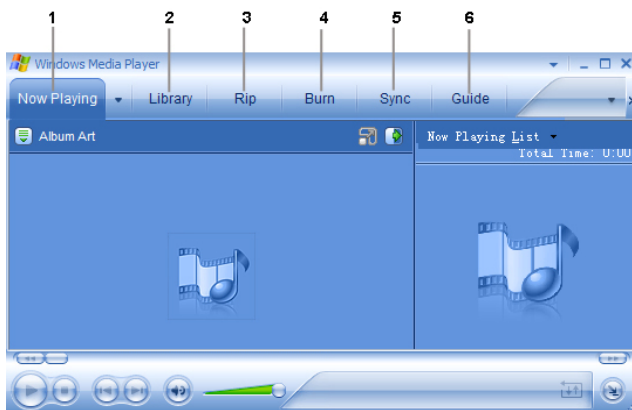 1 2 3 4 5 6
Windows Media Player
Now Playing Library Rip Burn Sync Guide
Album Art
Now Playing List
Total Time: 0:00